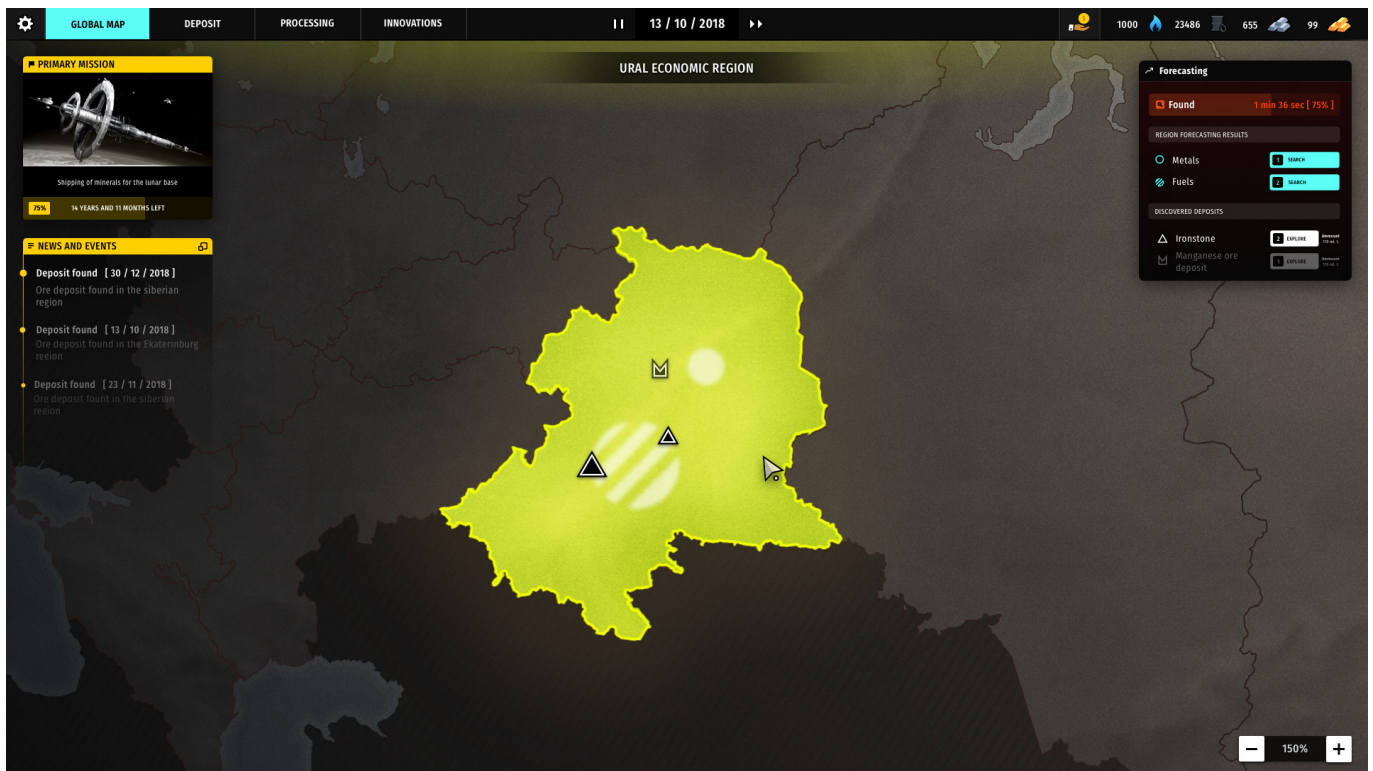 GLOBAL MAP
DEPOSIT
PROCESSING
INNOVATIONS
13 / 10 / 2018
1000
23486
655
99
PRIMARY MISSION
Shipping of minerals for the lunar base
75% 14 YEARS AND 11 MONTHS LEFT
NEWS AND EVENTS
Deposit found [ 30 / 12 / 2018 ]
Ore deposit found in the siberian
region
Deposit found [ 13 / 10 / 2018 ]
Ore deposit found in the Ekaterinburg
region
Deposit found [ 23 / 11 / 2018 ]
Ore deposit fount in the siberian
region
URAL ECONOMIC REGION
Forecasting
Found 1 min 36 sec [ 75% ]
REGION FORECASTING RESULTS
Metals 1 SEARCH
Fuels 2 SEARCH
DISCOVERED DEPOSITS
Ironstone 2 EXPLORE
Manganese ore
deposit 1 EXPLORE
150%